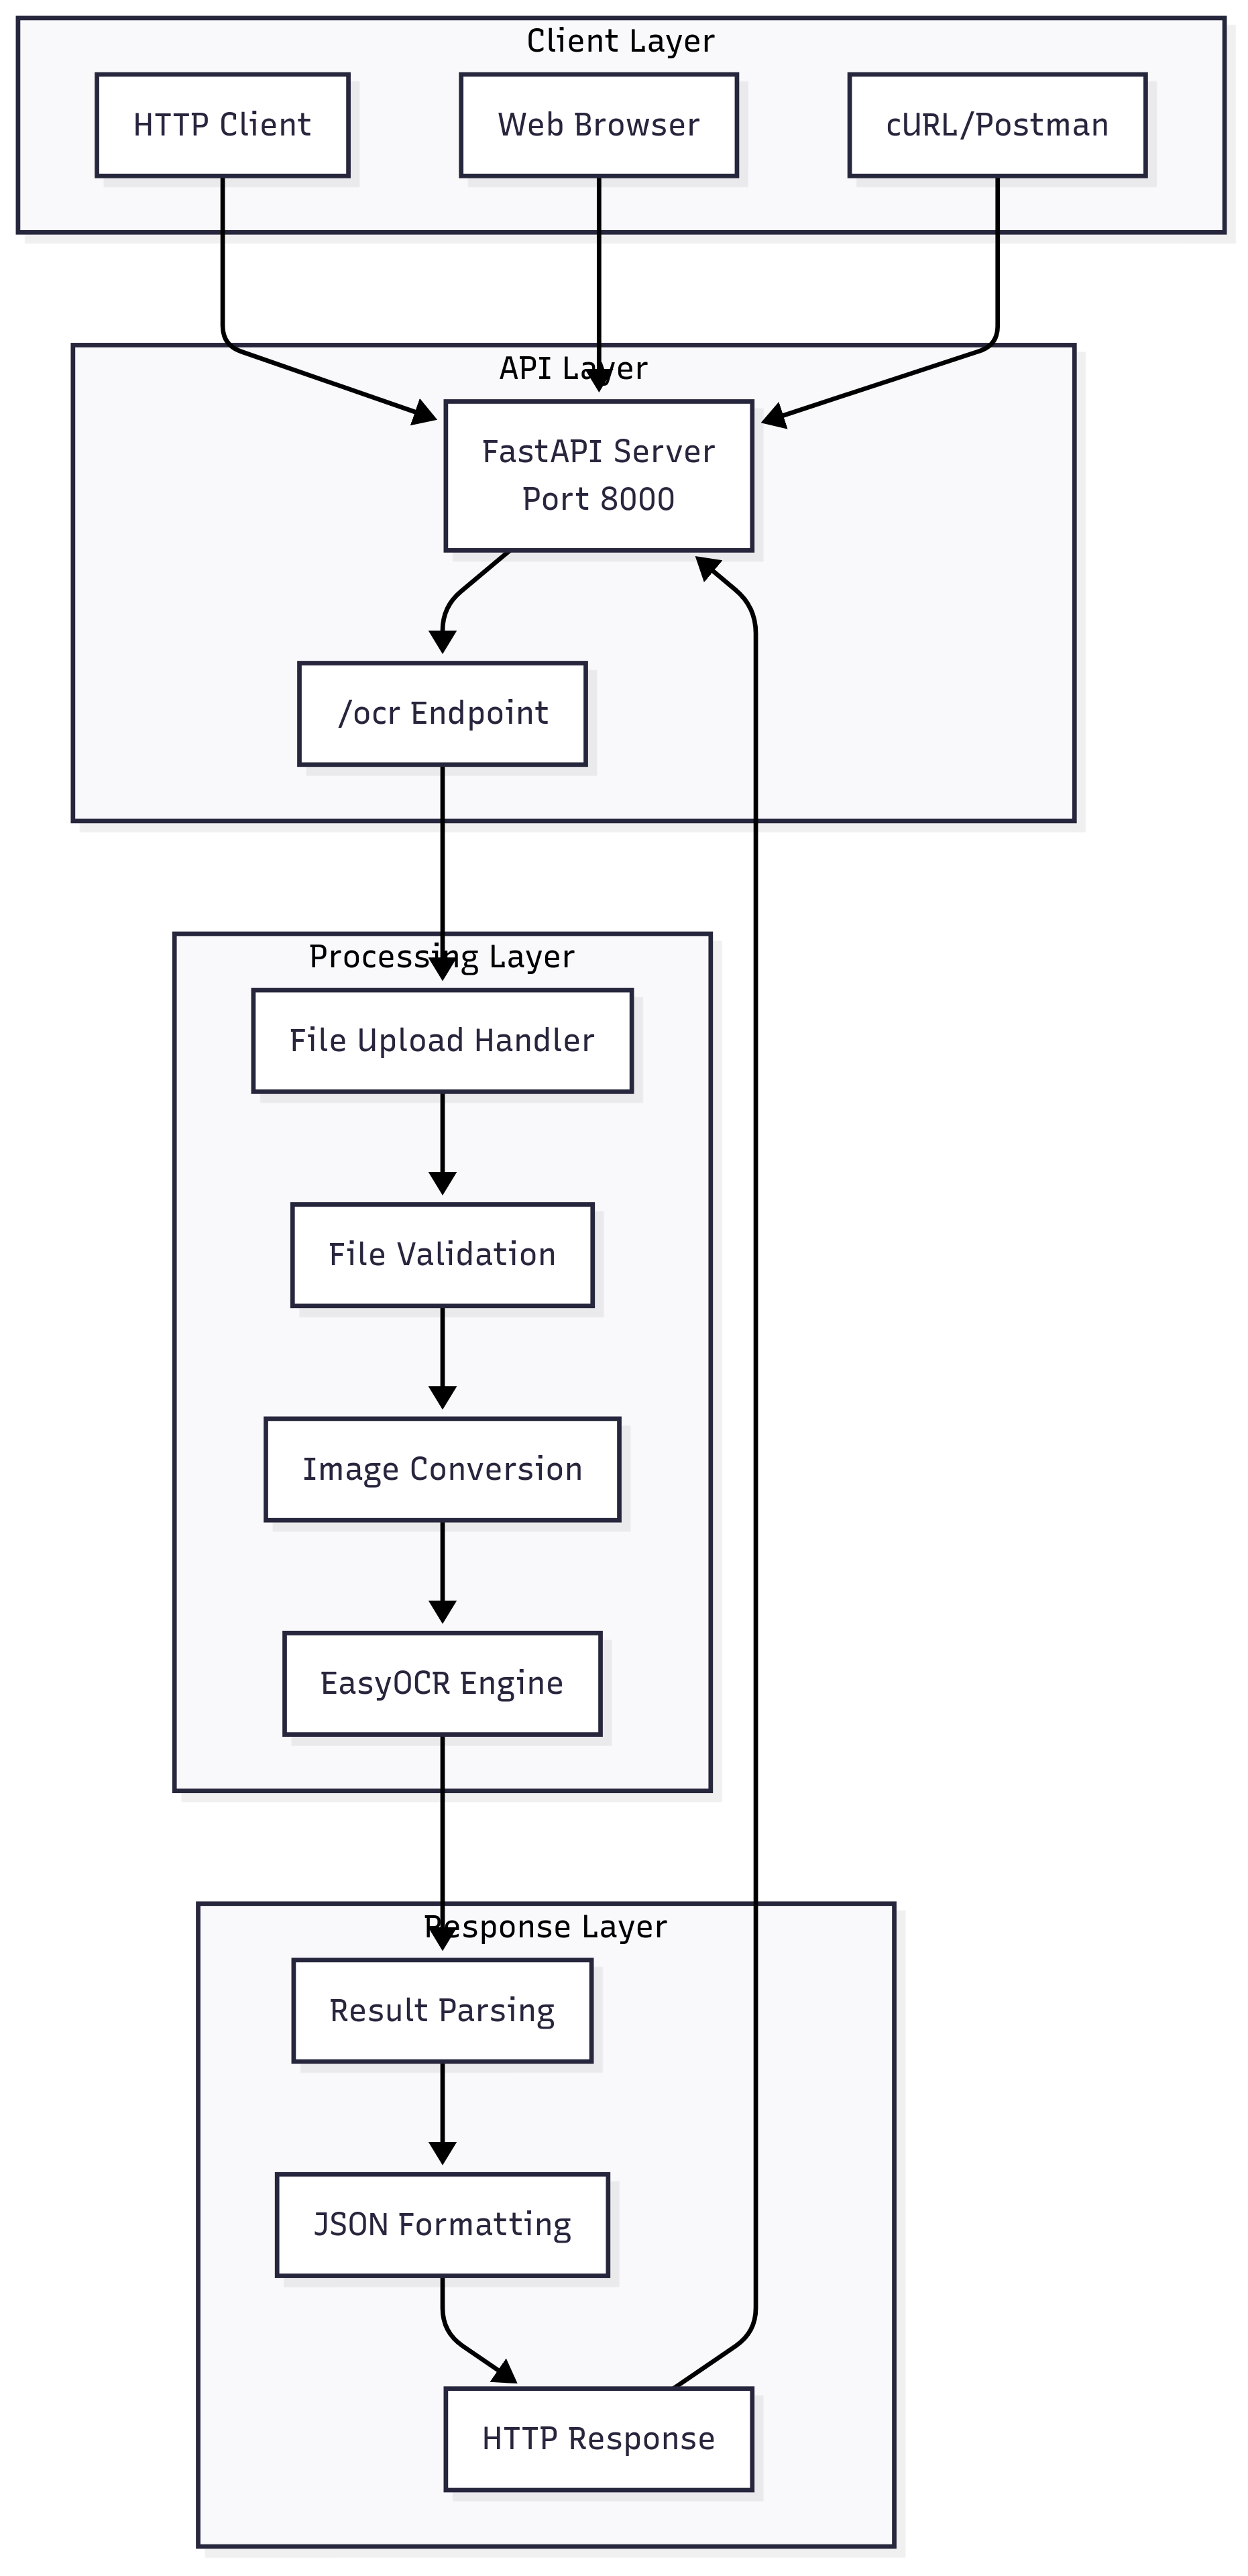 Client Layer
HTTP Client
Web Browser
cURL/Postman
API Layer
FastAPI Server
Port 8000
/ocr Endpoint
Processing Layer
File Upload Handler
File Validation
Image Conversion
EasyOCR Engine
Response Layer
Result Parsing
JSON Formatting
HTTP Response